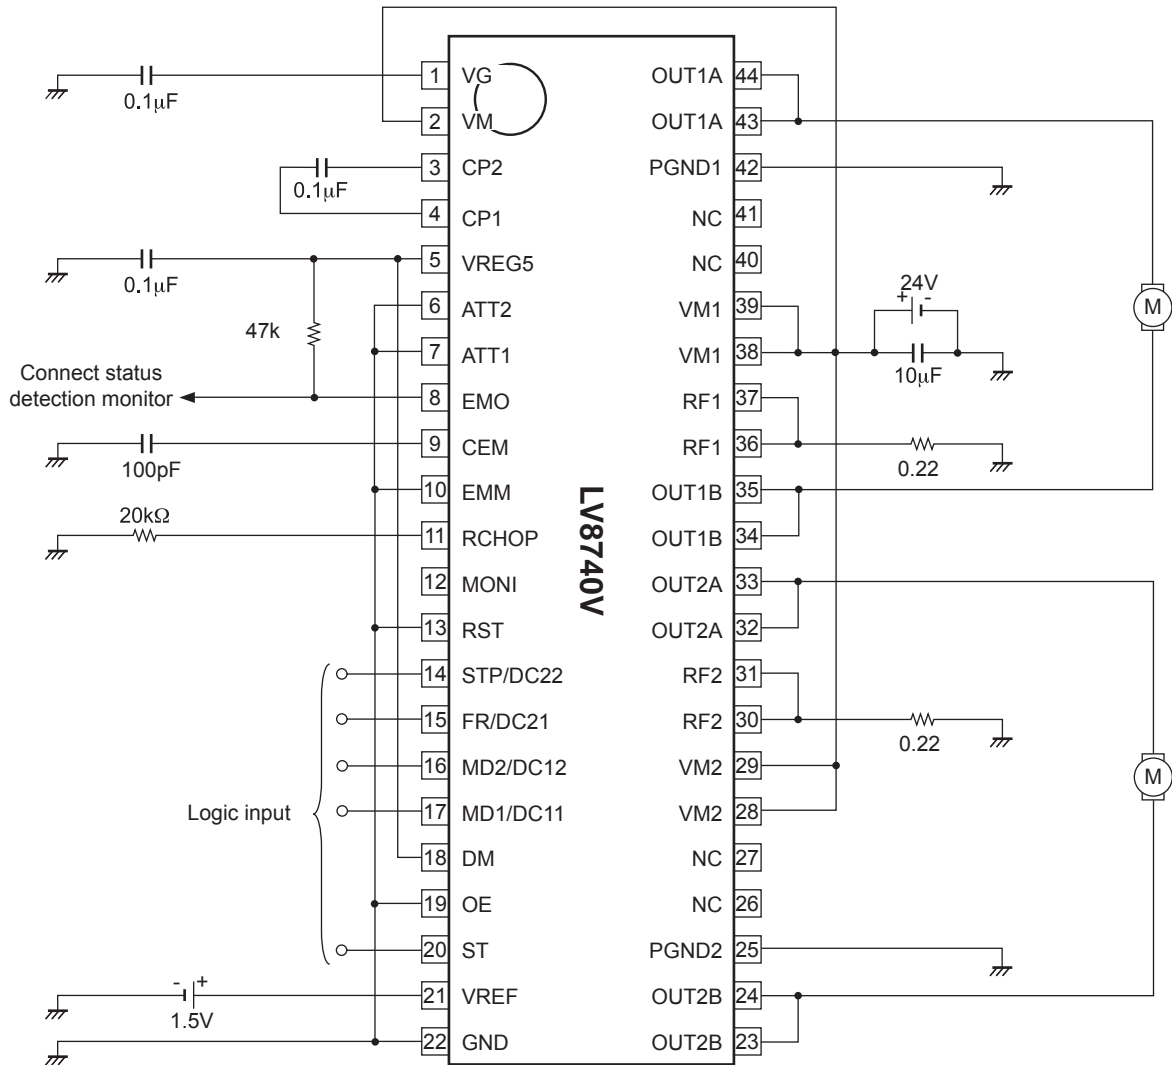 1 VG OUT1A 44
0.1μF
2 VM OUT1A 43
3 CP2 PGND1 42
0.1μF
4 CP1 NC 41
5 VREG5 NC 40
0.1μF
24V
+ -
6 ATT2 VM1 39
47k
7 ATT1 VM1 38
10μF
M
Connect status
detection monitor
8 EMO RF1 37
9 CEM RF1 36
100pF
0.22
10 EMM OUT1B 35
20kΩ
11 RCHOP OUT1B 34
LV8740V
12 MONI OUT2A 33
13 RST OUT2A 32
14 STP/DC22 RF2 31
15 FR/DC21 RF2 30
0.22
16 MD2/DC12 VM2 29
M
Logic input
17 MD1/DC11 VM2 28
18 DM NC 27
19 OE NC 26
20 ST PGND2 25
- +
21 VREF OUT2B 24
1.5V
22 GND OUT2B 23